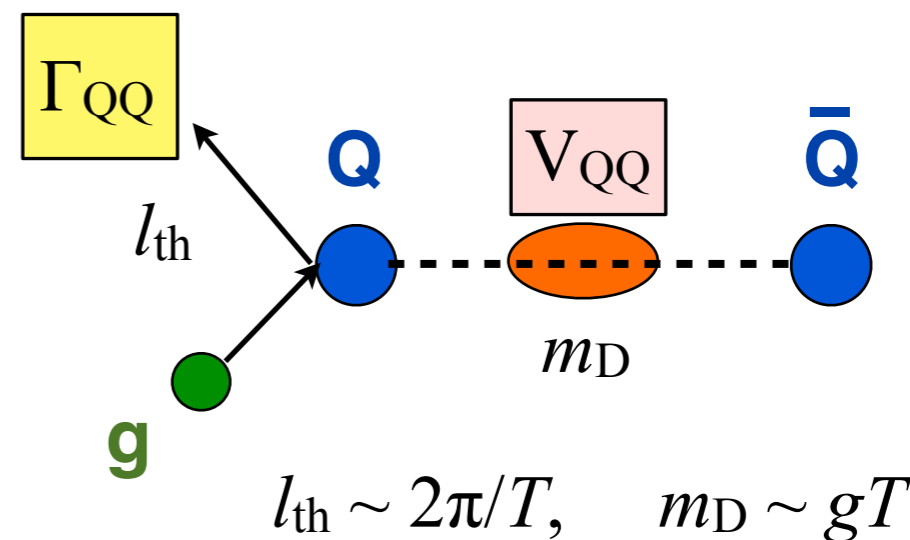 Γ_QQ
Q
V_QQ
Q̅
l_th
m_D
g
l_th ~ 2π/T, m_D ~ gT